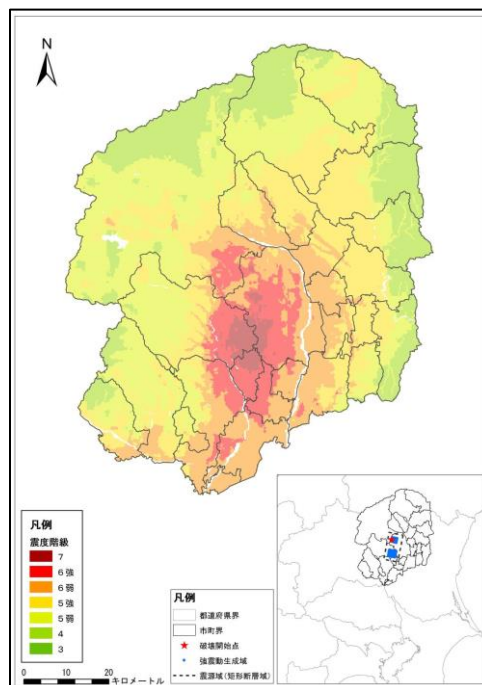 N
凡例
震度階級
7
6 強
6 弱
5 強
5 弱
4
3
0 5 10 20
キロメートル
凡例
都道府県界
市町界
破壊開始点
強震動生成域
震源域(矩形断層域)